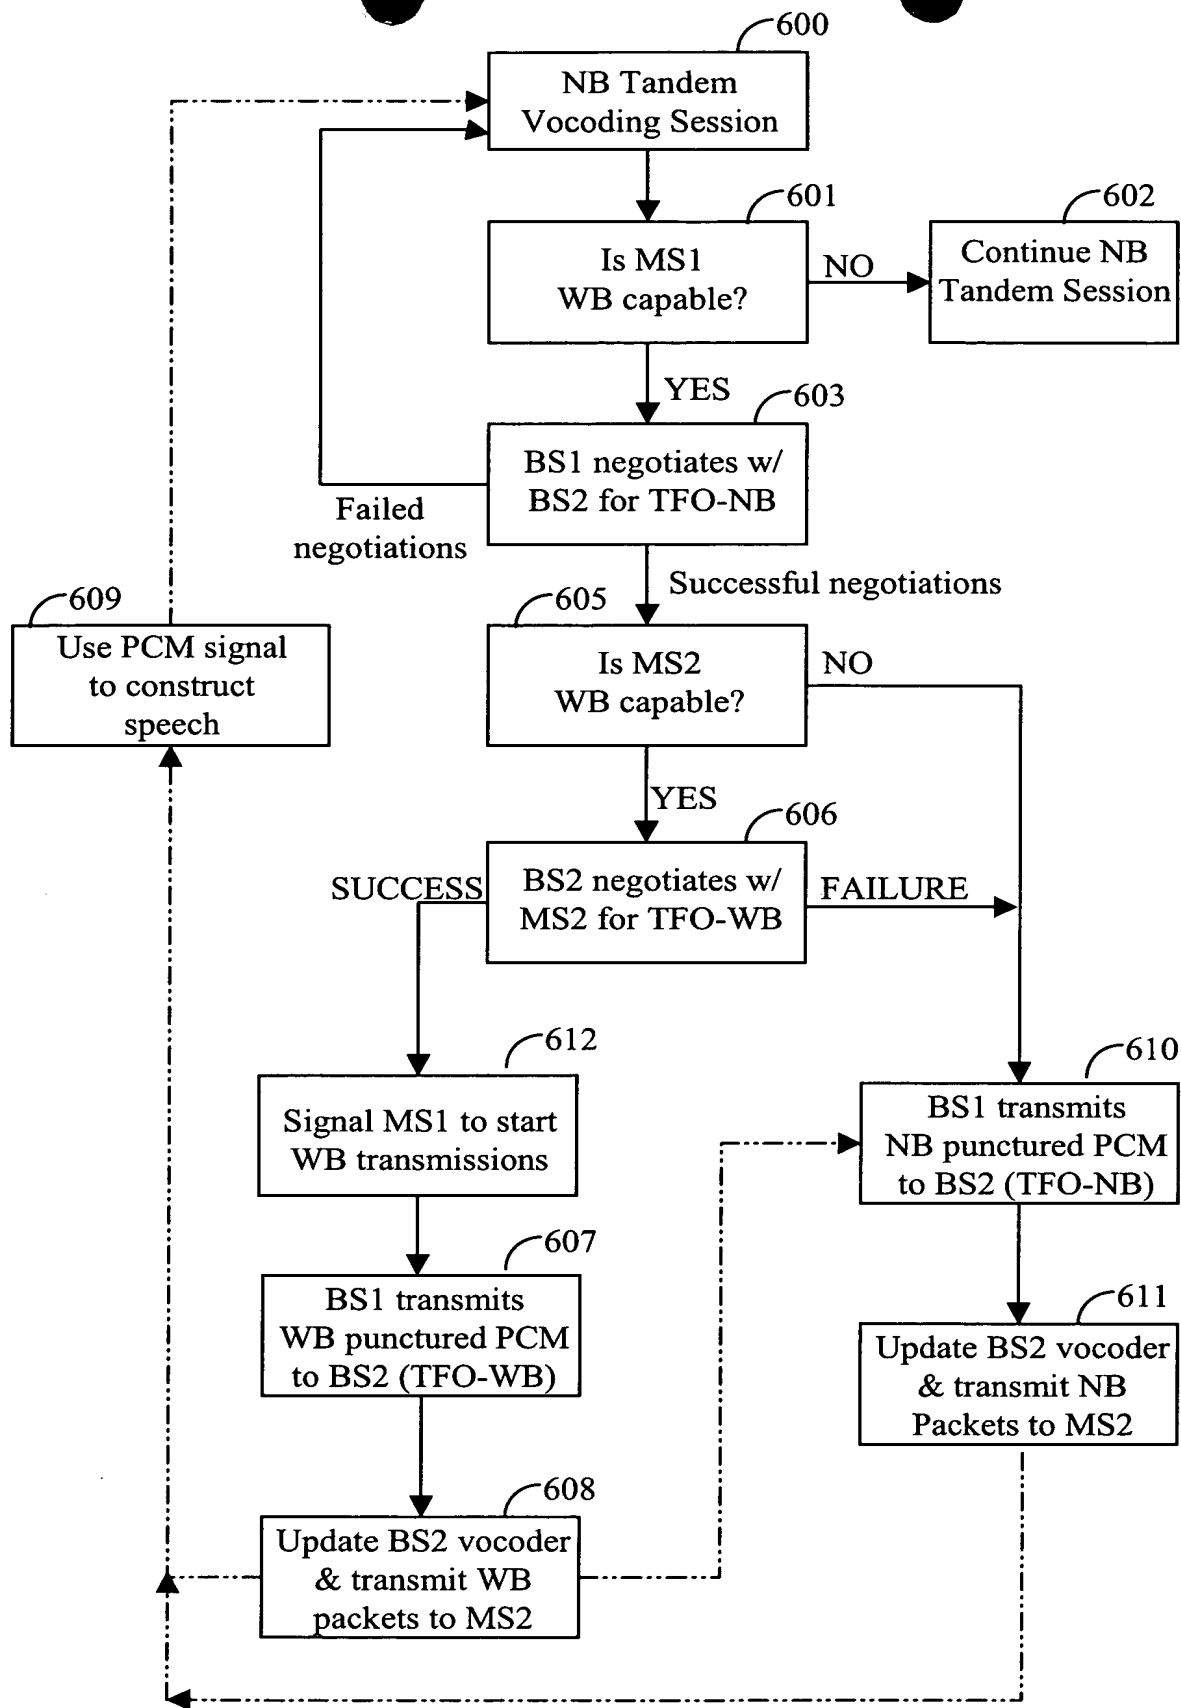 600
NB Tandem
Vocoding Session
601
Is MS1
WB capable?
NO
602
Continue NB
Tandem Session
YES
603
BS1 negotiates w/
BS2 for TFO-NB
Failed
negotiations
Successful negotiations
609
Use PCM signal
to construct
speech
605
Is MS2
WB capable?
NO
YES
606
BS2 negotiates w/
MS2 for TFO-WB
SUCCESS
FAILURE
612
Signal MS1 to start
WB transmissions
610
BS1 transmits
NB punctured PCM
to BS2 (TFO-NB)
607
BS1 transmits
WB punctured PCM
to BS2 (TFO-WB)
611
Update BS2 vocoder
& transmit NB
Packets to MS2
608
Update BS2 vocoder
& transmit WB
packets to MS2